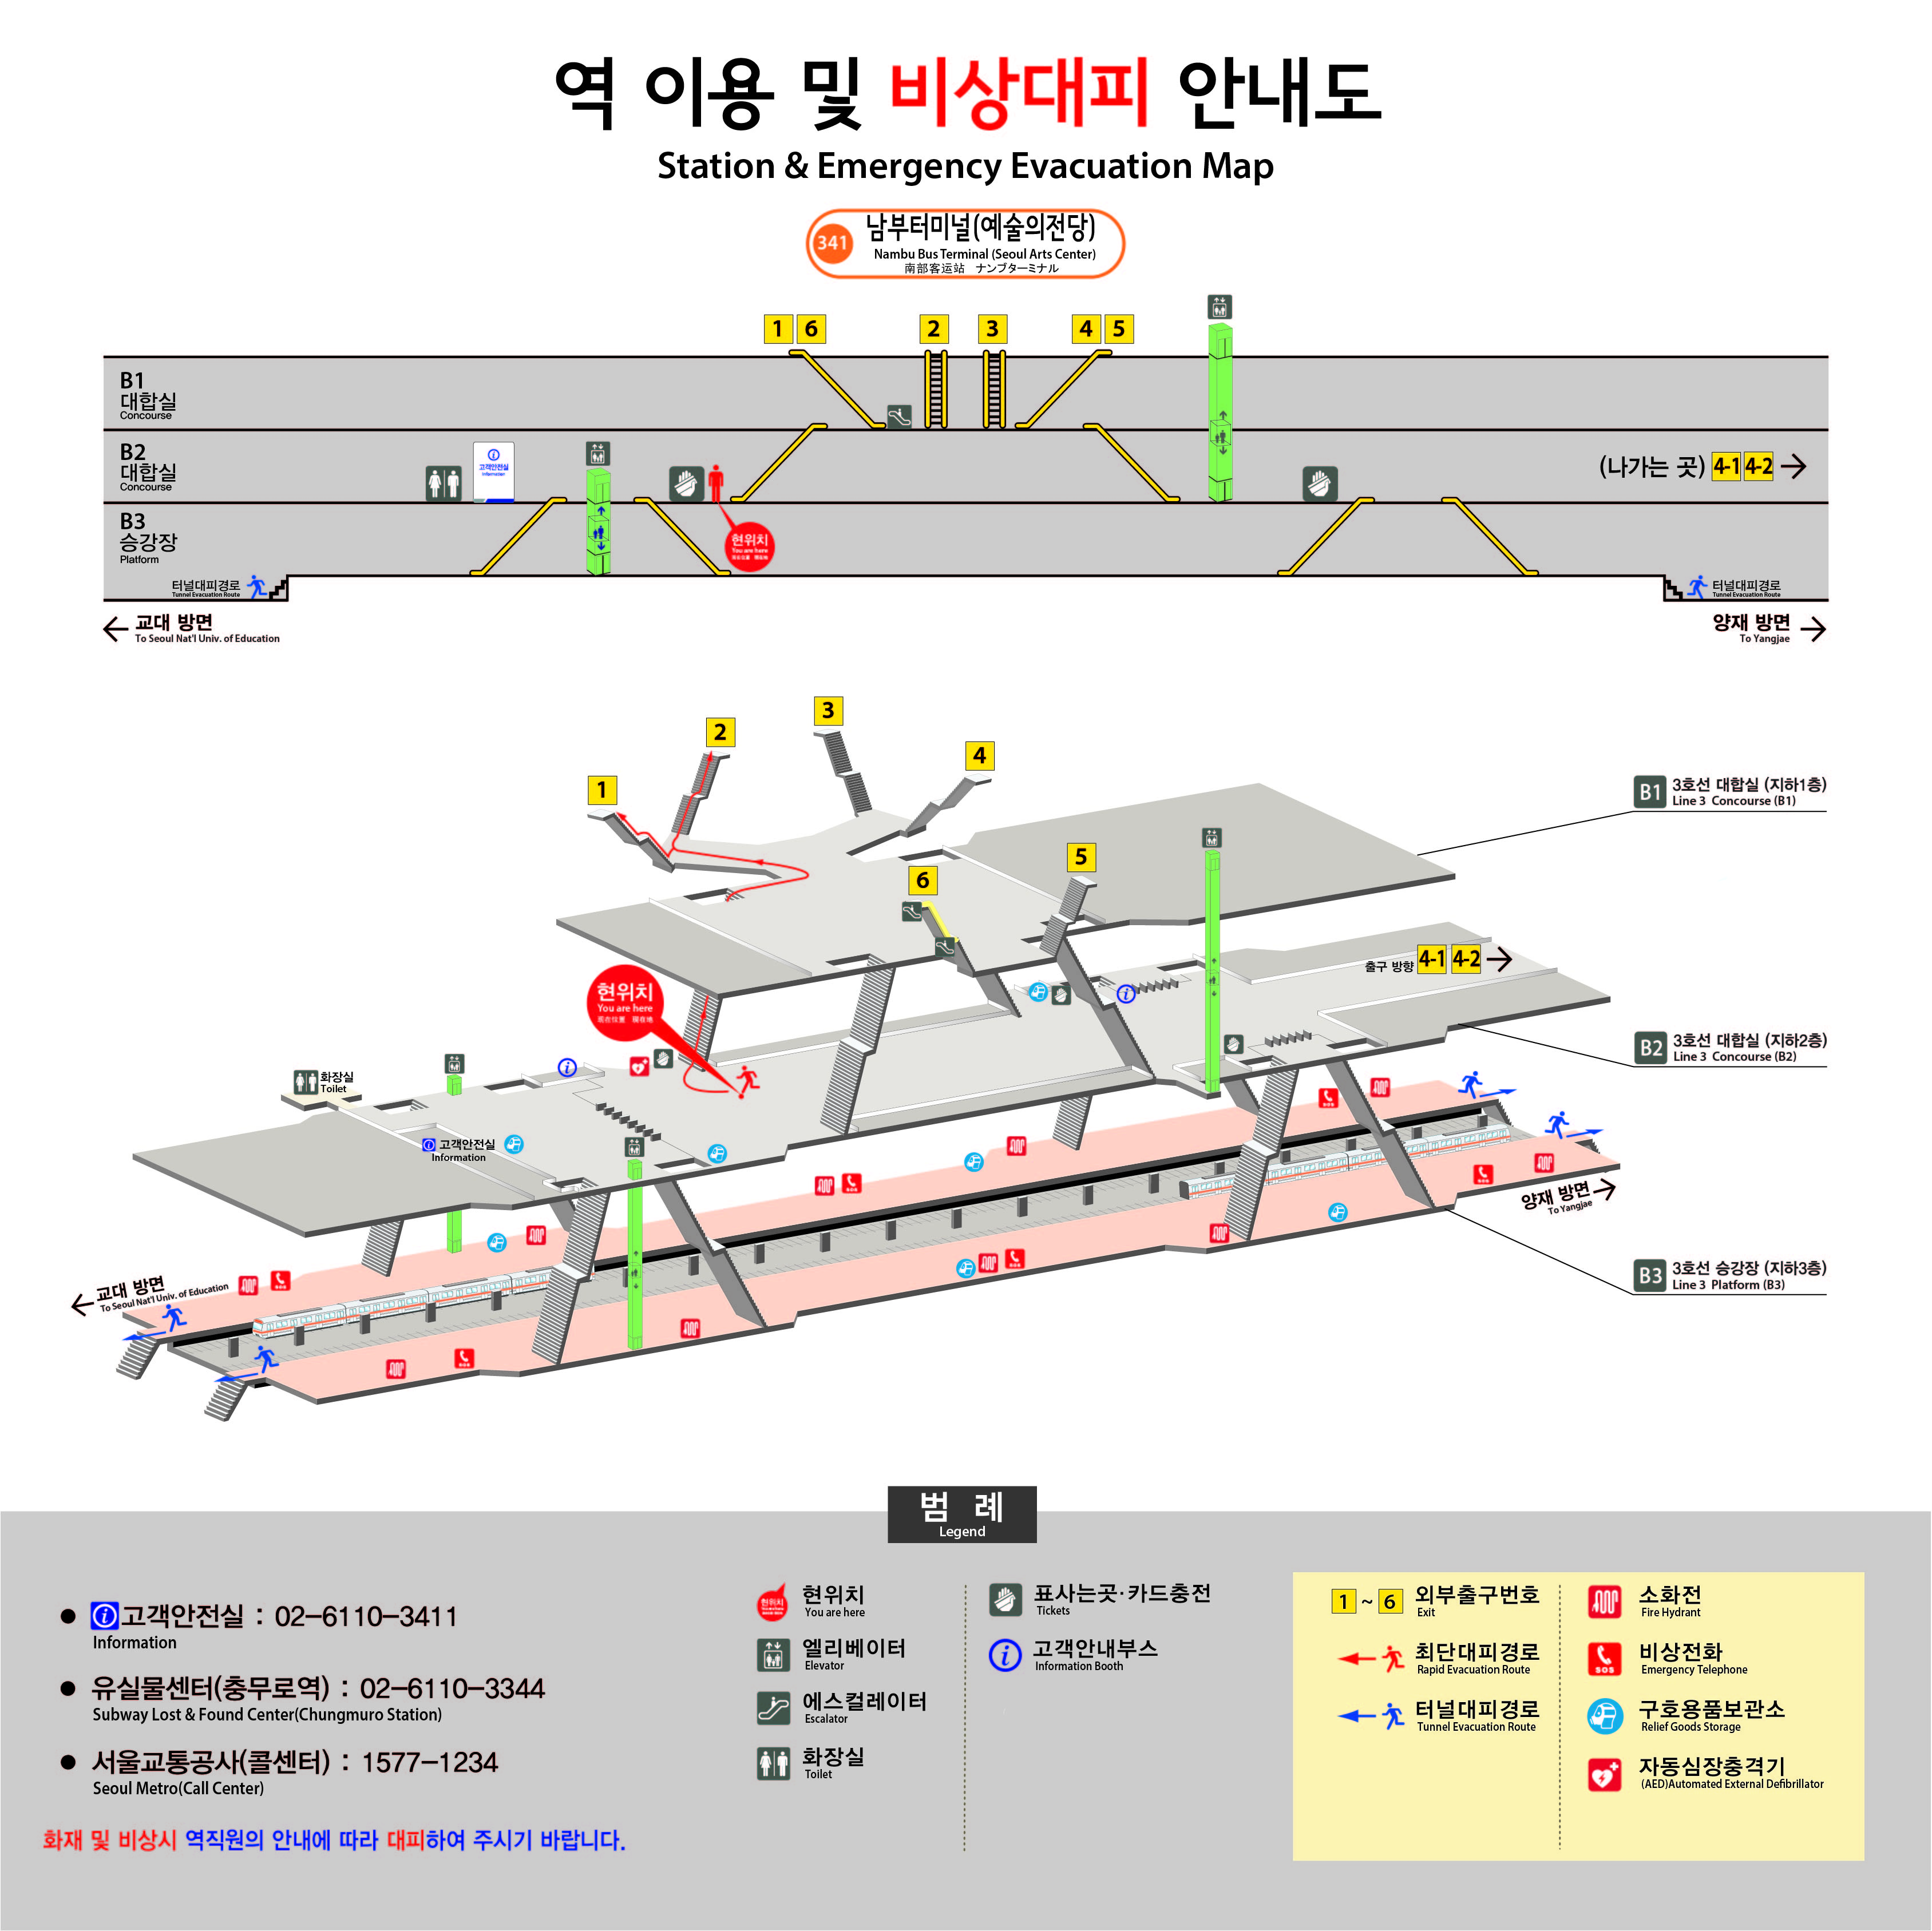 역 이용 및 비상대피 안내도
Station & Emergency Evacuation Map
341
남부터미널(예술의전당)
Nambu Bus Terminal (Seoul Arts Center)
南部客运站 ナンブターミナル
1 6 2 3 4 5
B1
대합실
Concourse
B2
대합실
Concourse
고객안전실
Information
(나가는 곳) 4-1 4-2
B3
승강장
Platform
현위치
You are here
터널대피경로
Tunnel Evacuation Route
터널대피경로
Tunnel Evacuation Route
교대 방면
To Seoul Nat'l Univ. of Education
양재 방면
To Yangjae
3
2
4
1
B1 3호선 대합실 (지하1층)
Line 3 Concourse (B1)
5
6
출구 방향 4-1 4-2
현위치
You are here
现在位置 現在地
B2 3호선 대합실 (지하2층)
Line 3 Concourse (B2)
화장실
Toilet
고객안전실
Information
SOS
SOS
SOS
양재 방면
To Yangjae
SOS
SOS
교대 방면
To Seoul Nat'l Univ. of Education
B3 3호선 승강장 (지하3층)
Line 3 Platform (B3)
SOS
범 례
Legend
고객안전실 : 02-6110-3411
Information
유실물센터(충무로역) : 02-6110-3344
Subway Lost & Found Center(Chungmuro Station)
서울교통공사(콜센터) : 1577-1234
Seoul Metro(Call Center)
화재 및 비상시 역직원의 안내에 따라 대피하여 주시기 바랍니다.
현위치
현위치
You are here
엘리베이터
Elevator
에스컬레이터
Escalator
화장실
Toilet
표사는곳·카드충전
Tickets
고객안내부스
Information Booth
1 ~ 6 외부출구번호
Exit
최단대피경로
Rapid Evacuation Route
터널대피경로
Tunnel Evacuation Route
소화전
Fire Hydrant
SOS
비상전화
Emergency Telephone
구호용품보관소
Relief Goods Storage
자동심장충격기
(AED)Automated External Defibrillator